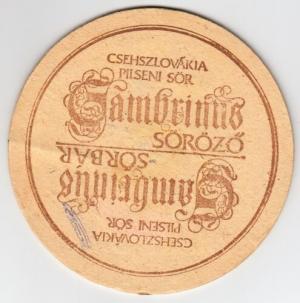 CSEHSZLOVÁKIA
PILSENI SÖR
Gambrinus
SÖRÖZŐ
SÖRBÁR
Gambrinus
PILSENI SÖR
CSEHSZLOVÁKIA